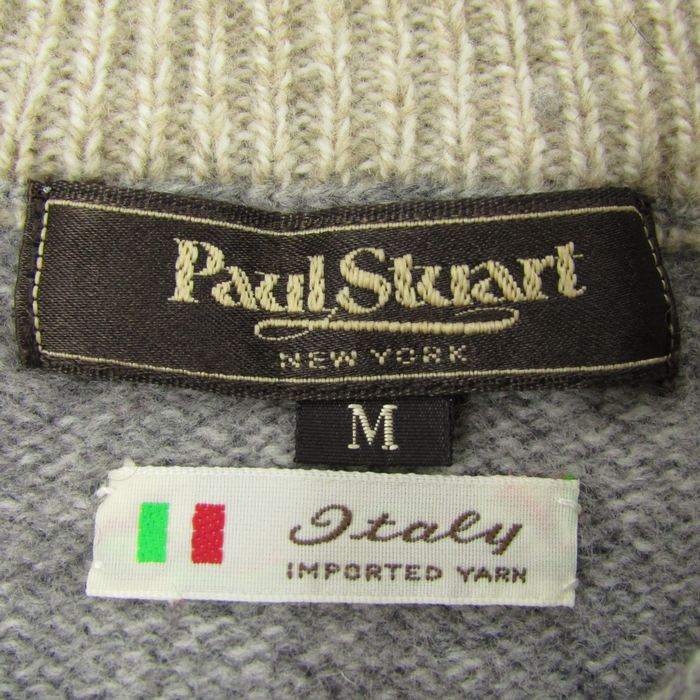 Paul Stuart
NEW YORK
M
Italy
IMPORTED YARN